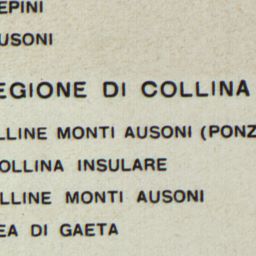 EPINI
USONI
EGIONE DI COLLINA
LLINE MONTI AUSONI (PONZ
OLLINA INSULARE
LLINE MONTI AUSONI
EA DI GAETA